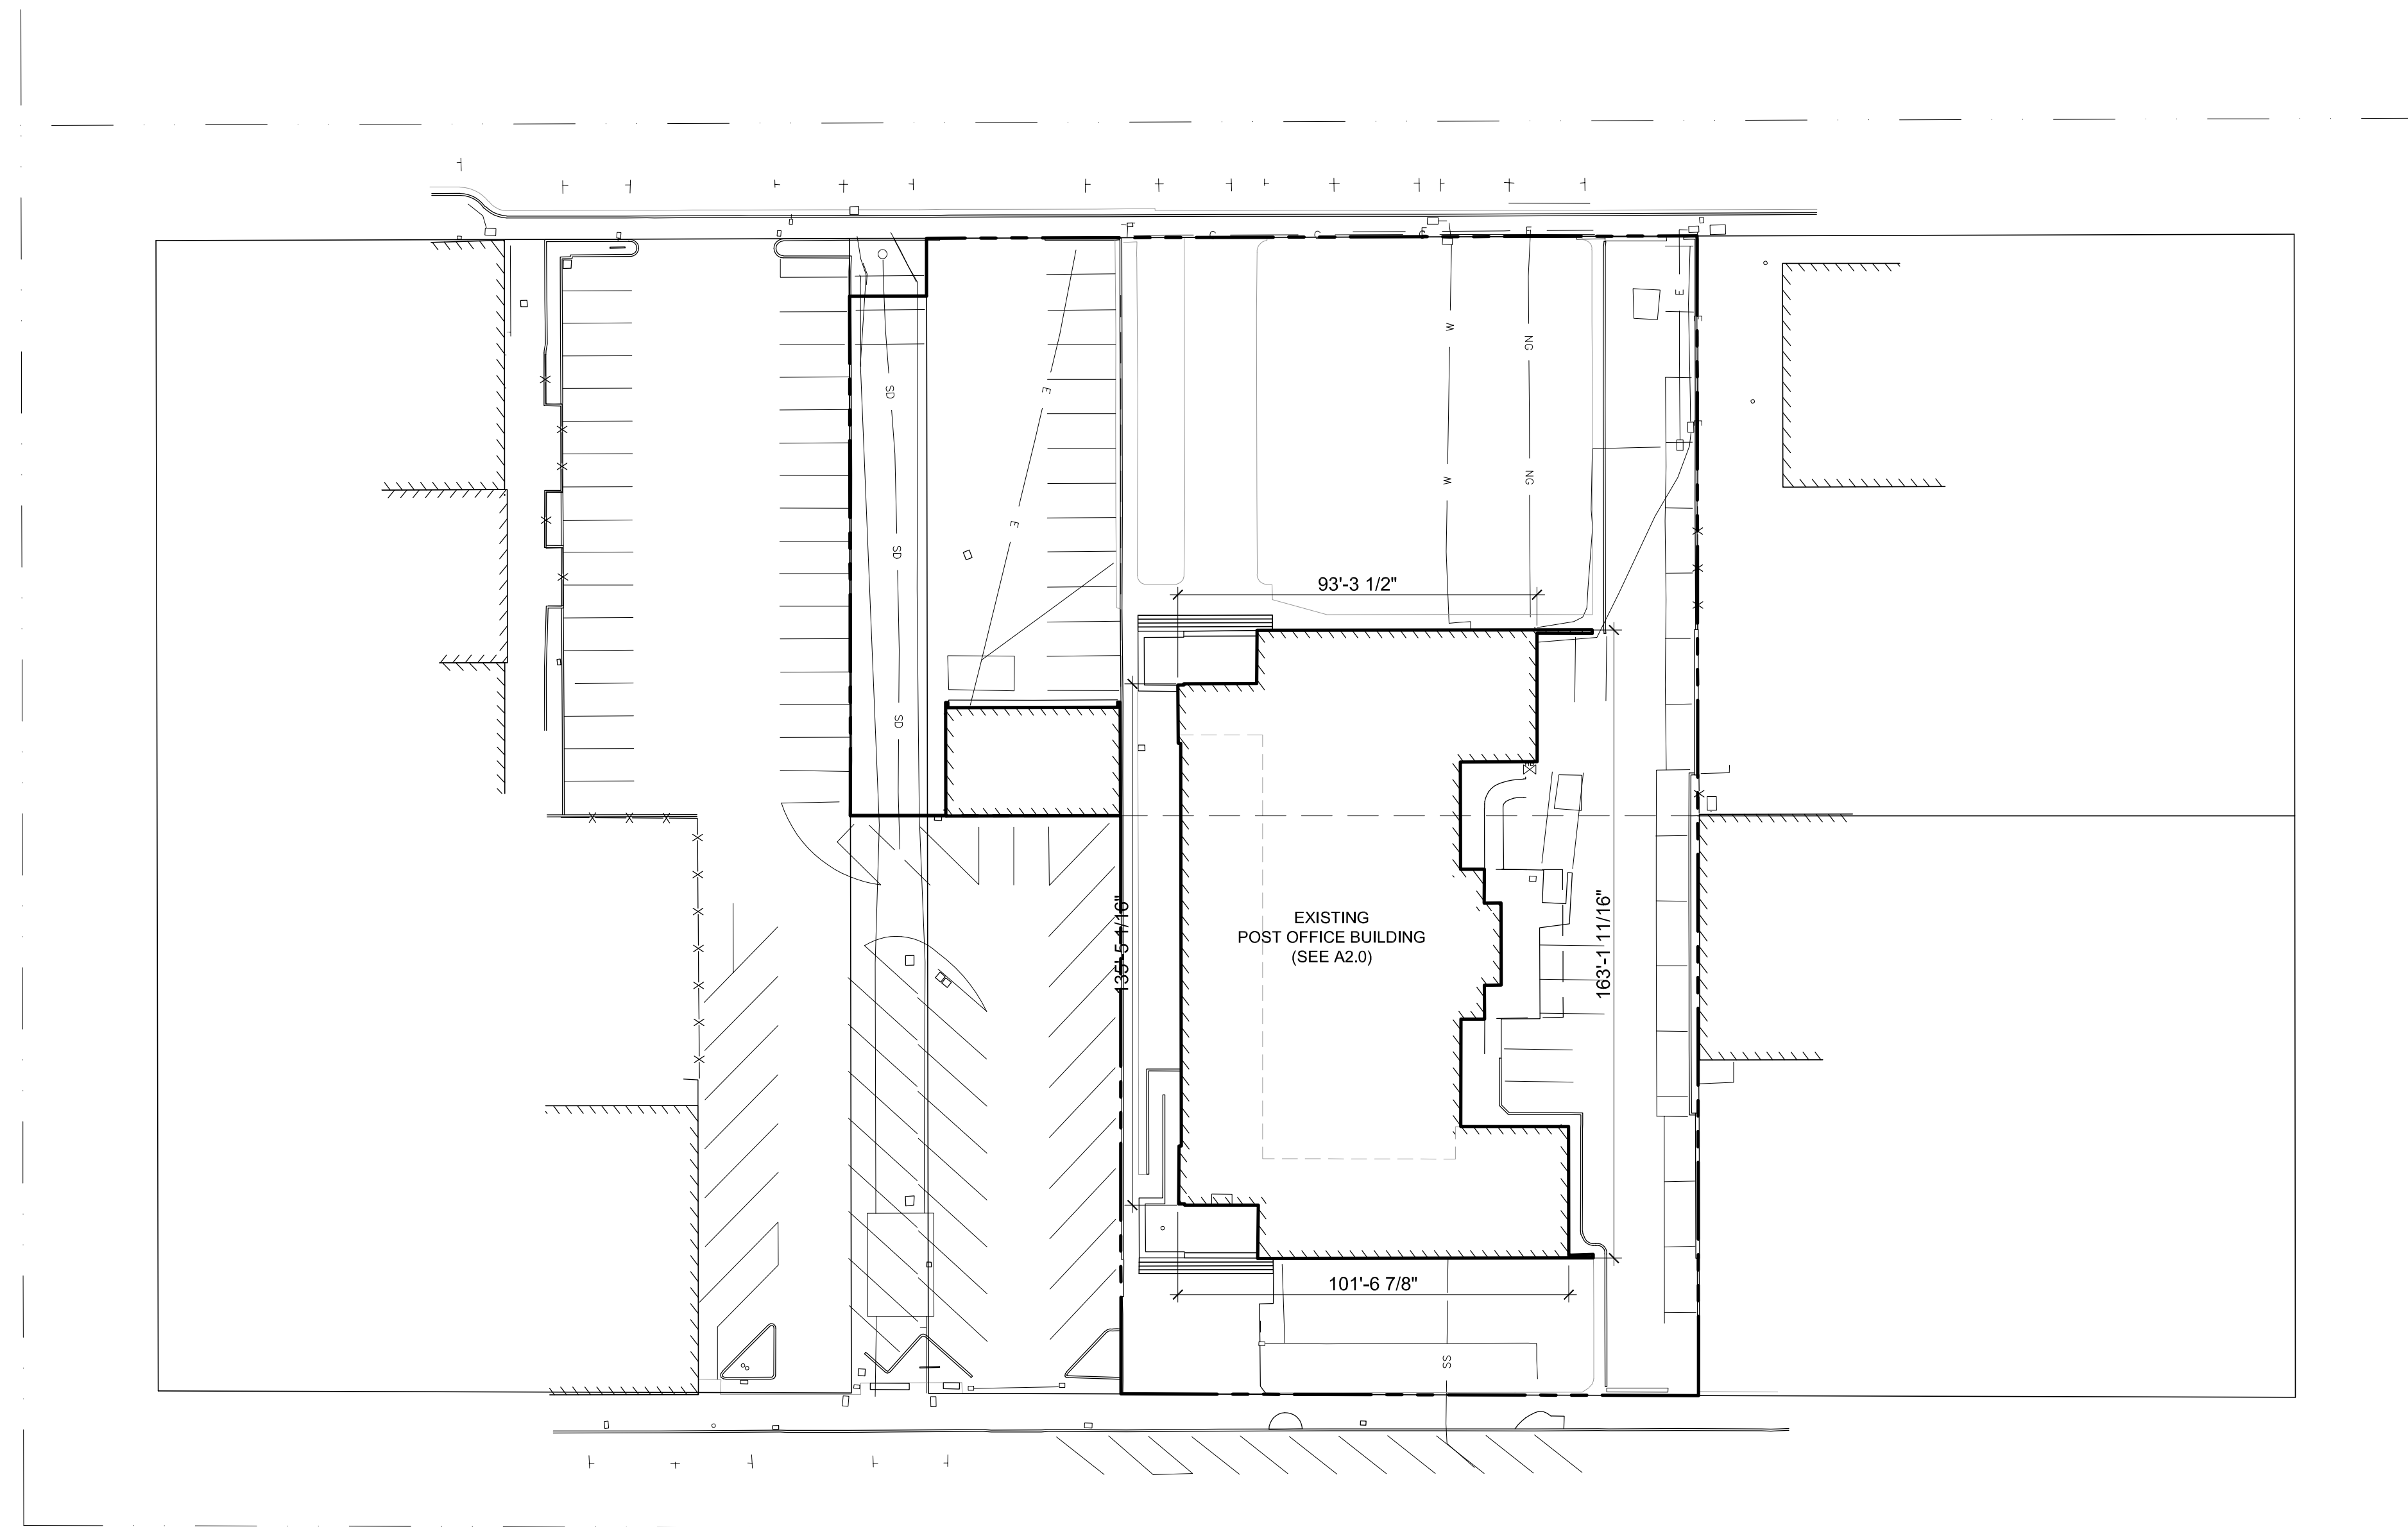 G
G
E
F
E
W
NG
SD
E
W
NG
E
SD
93'-3 1/2"
SD
135'-5 1/16"
EXISTING
POST OFFICE BUILDING
(SEE A2.0)
163'-1 11/16"
101'-6 7/8"
SS